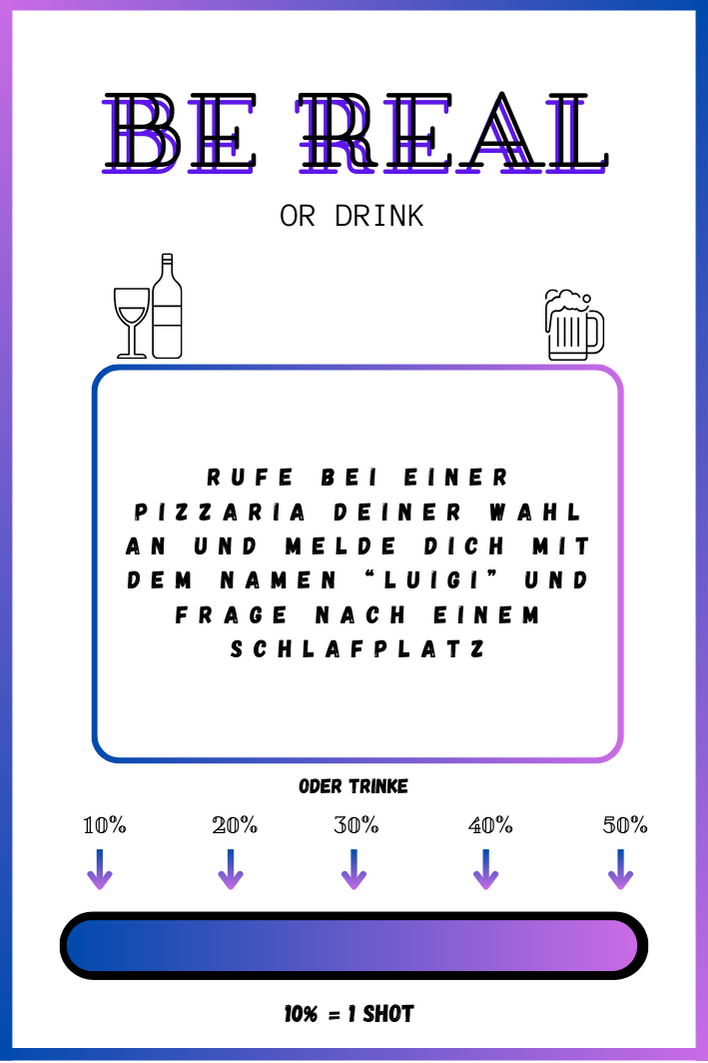 BE REAL
OR DRINK
RUFE BEI EINER
PIZZARIA DEINER WAHL
AN UND MELDE DICH MIT
DEM NAMEN “LUIGI” UND
FRAGE NACH EINEM
SCHLAFPLATZ
ODER TRINKE
10% 20% 30% 40% 50%
10% = 1 SHOT